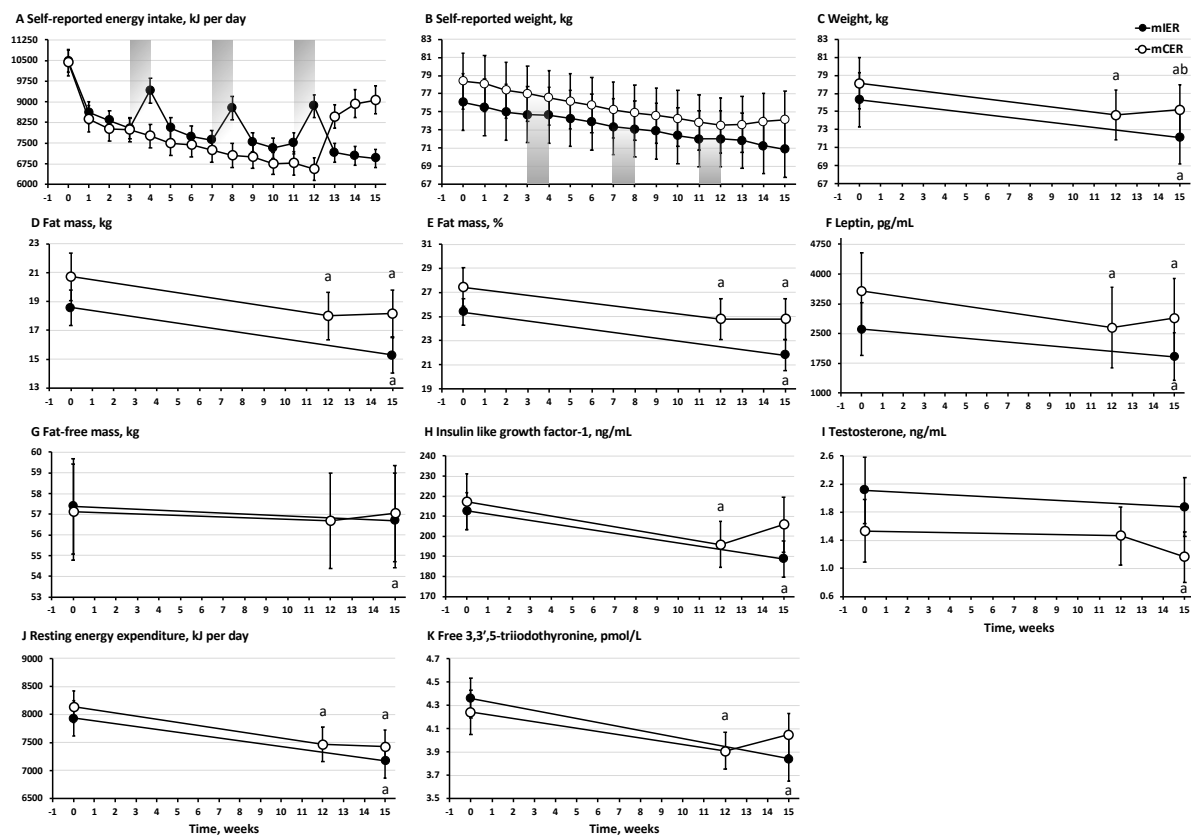 A Self-reported energy intake, kJ per day
11250
10500
9750
9000
8250
7500
6750
6000
-1 0 1 2 3 4 5 6 7 8 9 10 11 12 13 14 15
B Self-reported weight, kg
83
81
79
77
75
73
71
69
67
-1 0 1 2 3 4 5 6 7 8 9 10 11 12 13 14 15
C Weight, kg
mIER
mCER
83
81
79
77
75
73
71
69
67
a
ab
a
-1 0 1 2 3 4 5 6 7 8 9 10 11 12 13 14 15
D Fat mass, kg
23
21
18
15
13
a
a
a
-1 0 1 2 3 4 5 6 7 8 9 10 11 12 13 14 15
E Fat mass, %
31
29
27
25
23
21
19
a
a
a
-1 0 1 2 3 4 5 6 7 8 9 10 11 12 13 14 15
F Leptin, pg/mL
4750
4000
3250
2500
1750
1000
a
a
a
-1 0 1 2 3 4 5 6 7 8 9 10 11 12 13 14 15
G Fat-free mass, kg
60
59
58
57
56
55
54
53
a
-1 0 1 2 3 4 5 6 7 8 9 10 11 12 13 14 15
H Insulin like growth factor-1, ng/mL
240
230
220
210
200
190
180
170
a
a
-1 0 1 2 3 4 5 6 7 8 9 10 11 12 13 14 15
I Testosterone, ng/mL
2.6
2.2
1.8
1.4
1.0
0.6
a
-1 0 1 2 3 4 5 6 7 8 9 10 11 12 13 14 15
Time, weeks
J Resting energy expenditure, kJ per day
9000
8500
8000
7500
7000
6500
a
a
a
-1 0 1 2 3 4 5 6 7 8 9 10 11 12 13 14 15
Time, weeks
K Free 3,3′,5-triiodothyronine, pmol/L
4.7
4.5
4.3
4.1
3.9
3.7
3.5
a
a
-1 0 1 2 3 4 5 6 7 8 9 10 11 12 13 14 15
Time, weeks